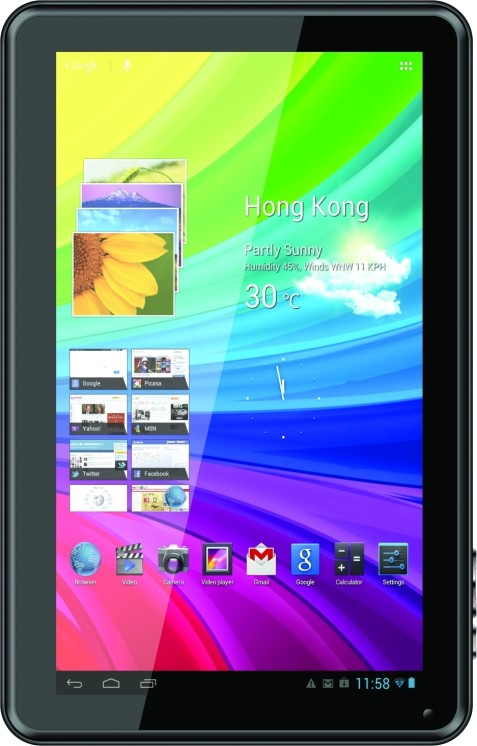 Google
Hong Kong
Partly Sunny
Humidity 46%, Winds WNW 11 KPH
30 °C
Google
Picasa
Yahoo!
MSN
Twitter
Facebook
Browser
Video
Camera
Video player
Gmail
Google
Calculator
Settings
11:58